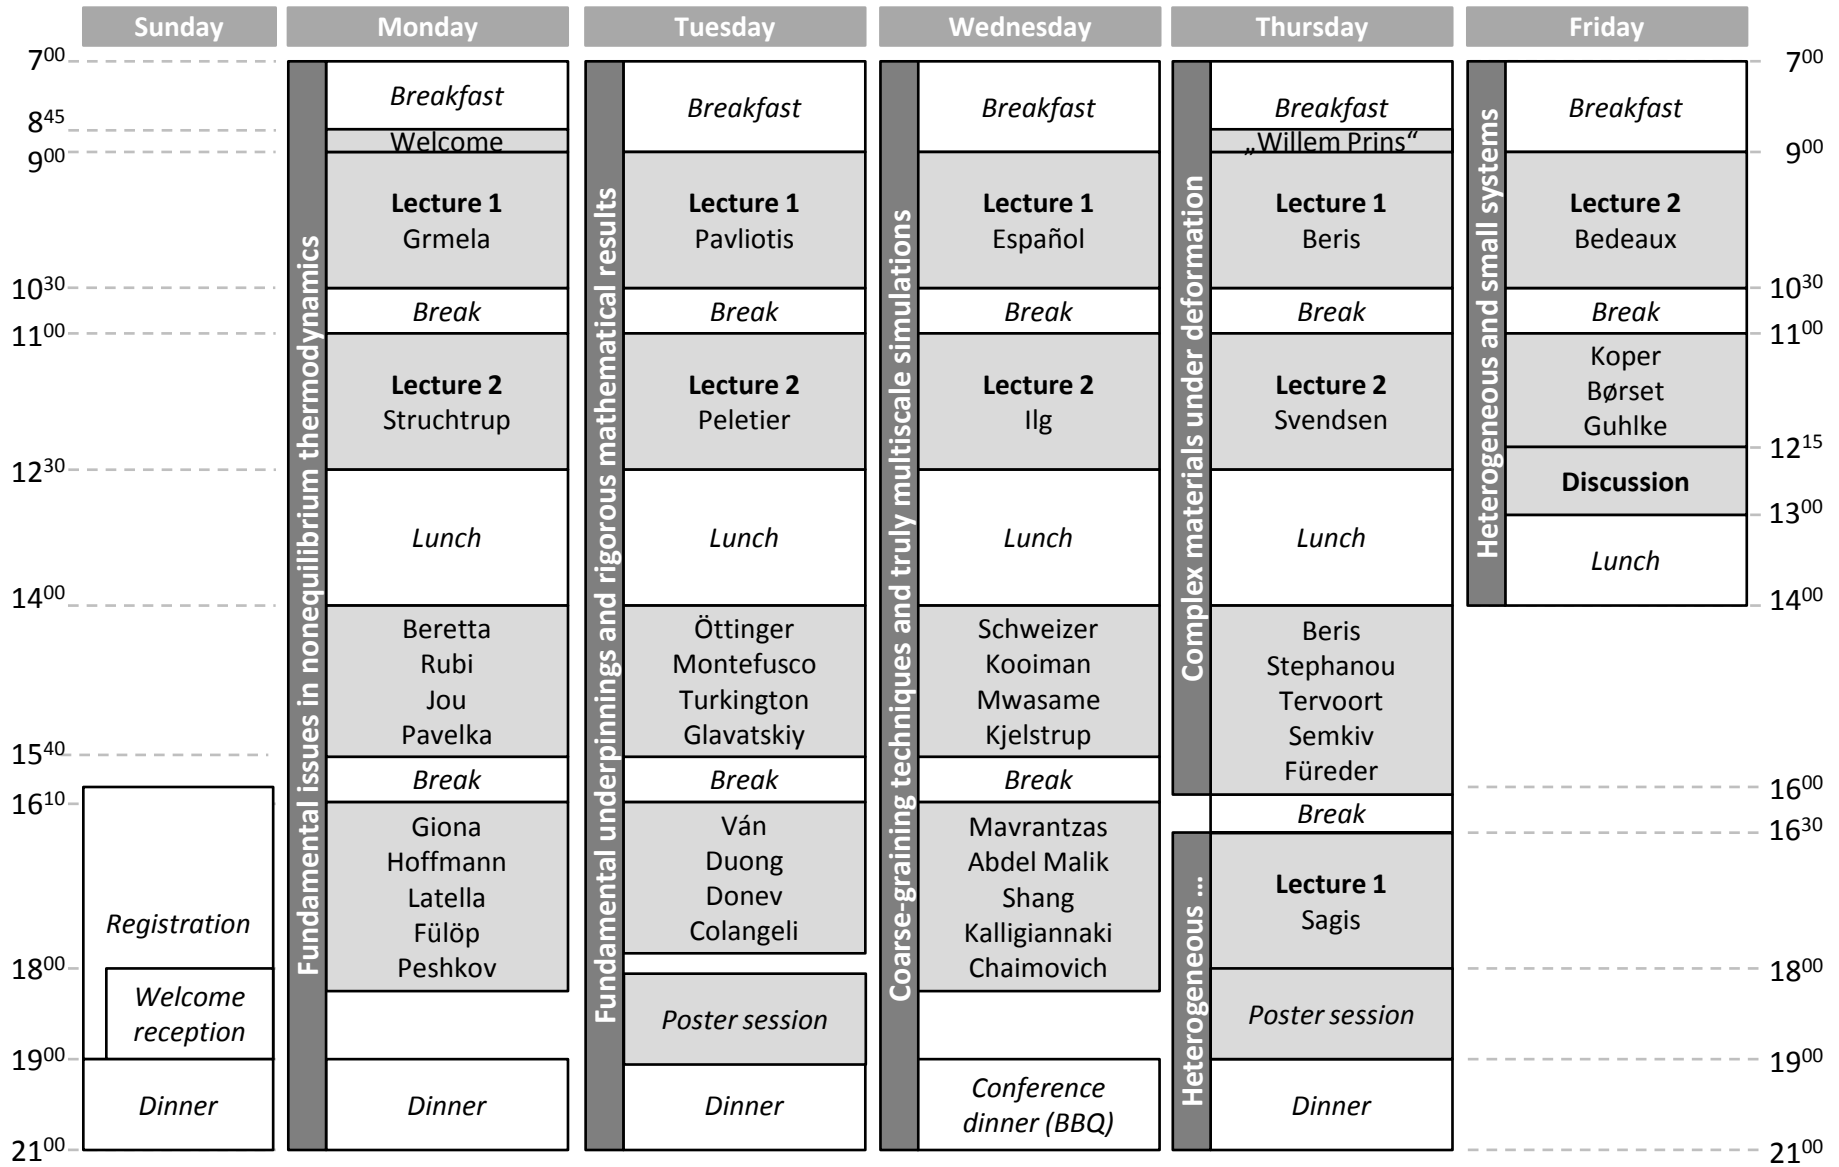 Sunday
Monday
Tuesday
Wednesday
Thursday
Friday
7⁰⁰
8⁴⁵
9⁰⁰
10³⁰
11⁰⁰
12³⁰
14⁰⁰
15⁴⁰
16¹⁰
18⁰⁰
19⁰⁰
21⁰⁰
Registration
Welcome
reception
Dinner
Fundamental issues in nonequilibrium thermodynamics
Breakfast
Welcome
Lecture 1
Grmela
Break
Lecture 2
Struchtrup
Lunch
Beretta
Rubi
Jou
Pavelka
Break
Giona
Hoffmann
Latella
Fülöp
Peshkov
Dinner
Fundamental underpinnings and rigorous mathematical results
Breakfast
Lecture 1
Pavliotis
Break
Lecture 2
Peletier
Lunch
Öttinger
Montefusco
Turkington
Glavatskiy
Break
Ván
Duong
Donev
Colangeli
Poster session
Dinner
Coarse-graining techniques and truly multiscale simulations
Breakfast
Lecture 1
Español
Break
Lecture 2
Ilg
Lunch
Schweizer
Kooiman
Mwasame
Kjelstrup
Break
Mavrantzas
Abdel Malik
Shang
Kalligiannaki
Chaimovich
Conference
dinner (BBQ)
Complex materials under deformation
Breakfast
„Willem Prins“
Lecture 1
Beris
Break
Lecture 2
Svendsen
Lunch
Beris
Stephanou
Tervoort
Semkiv
Füreder
Break
Heterogeneous ...
Lecture 1
Sagis
Poster session
Dinner
Heterogeneous and small systems
Breakfast
Lecture 2
Bedeaux
Break
Koper
Børset
Guhlke
Discussion
Lunch
7⁰⁰
9⁰⁰
10³⁰
11⁰⁰
12¹⁵
13⁰⁰
14⁰⁰
16⁰⁰
16³⁰
18⁰⁰
19⁰⁰
21⁰⁰